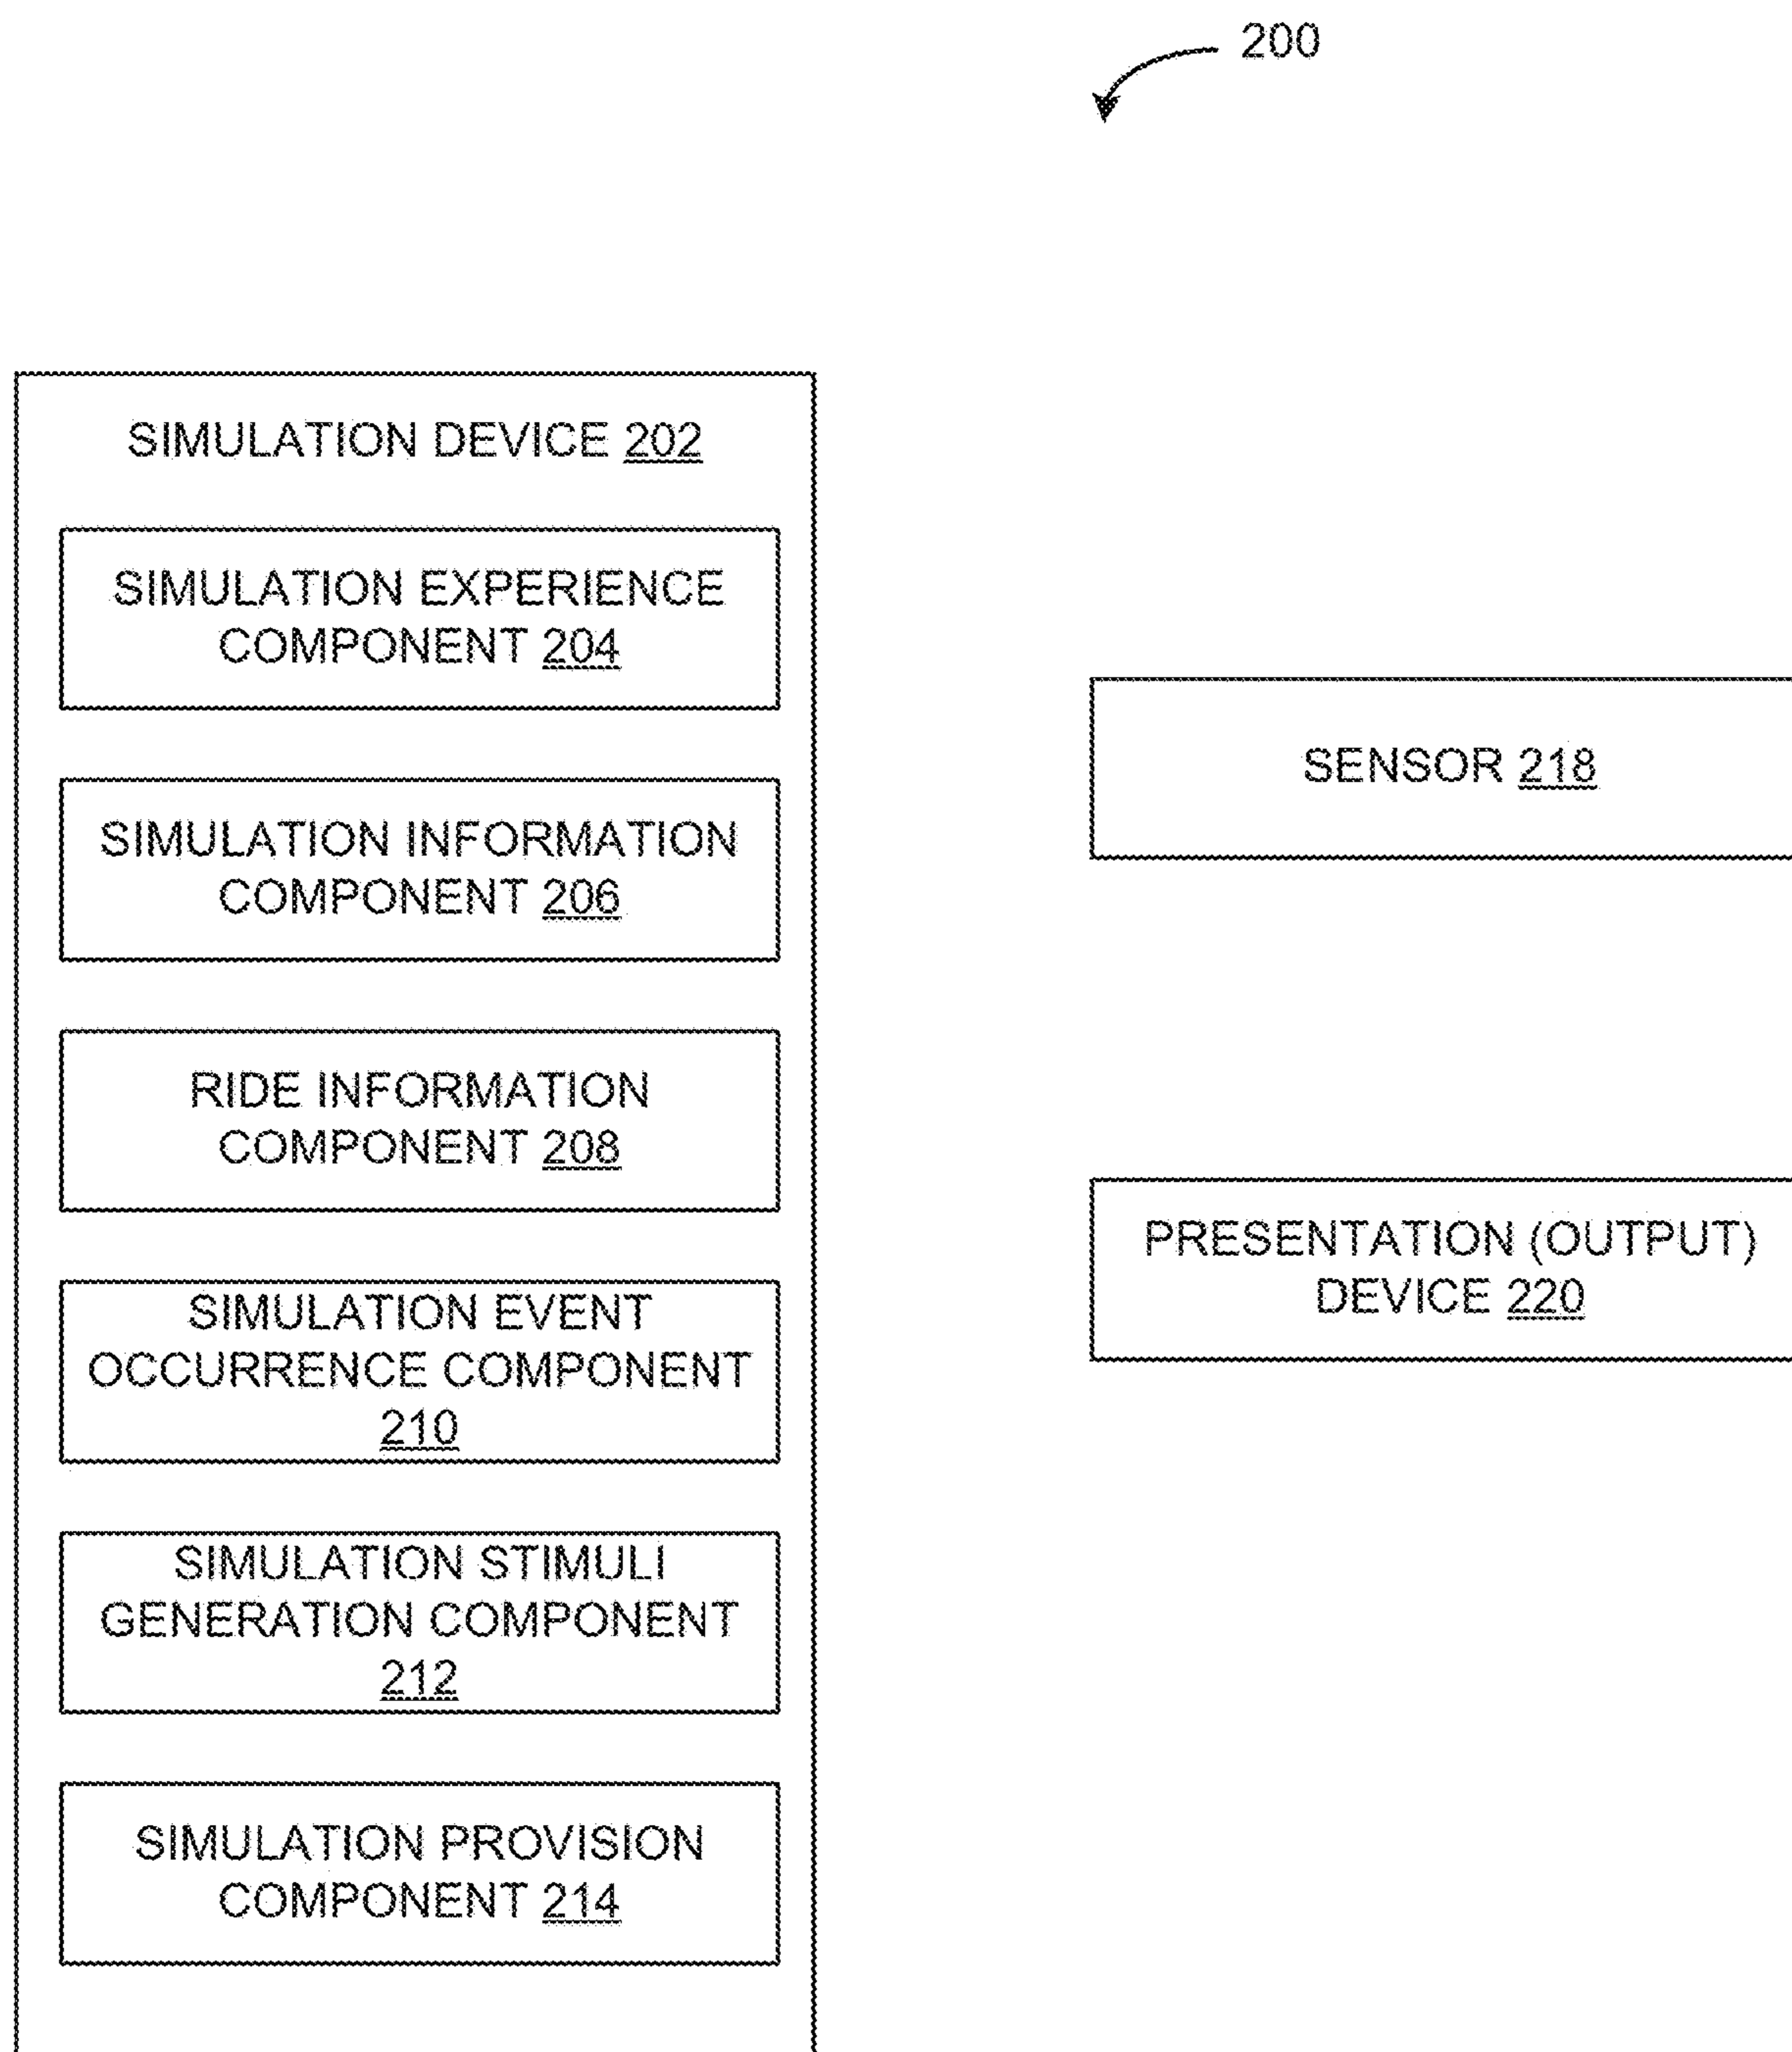 200
SIMULATION DEVICE 202
SIMULATION EXPERIENCE
COMPONENT 204
SIMULATION INFORMATION
COMPONENT 206
RIDE INFORMATION
COMPONENT 208
SIMULATION EVENT
OCCURRENCE COMPONENT
210
SIMULATION STIMULI
GENERATION COMPONENT
212
SIMULATION PROVISION
COMPONENT 214
SENSOR 218
PRESENTATION (OUTPUT)
DEVICE 220